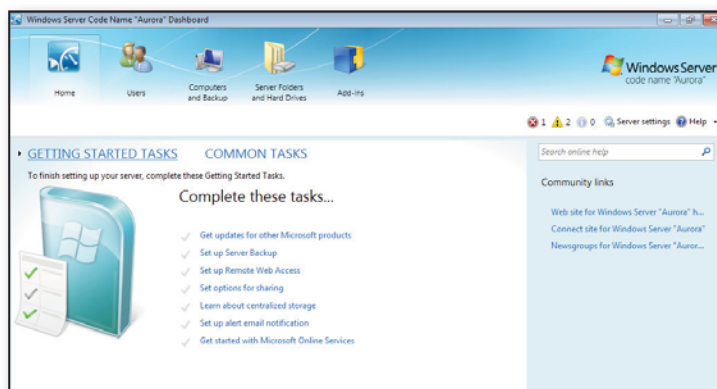 Windows Server Code Name "Aurora" Dashboard
Home
Users
Computers and Backup
Server Folders and Hard Drives
Add-ins
Windows Server
code name "Aurora"
1 2 0 Server settings Help
GETTING STARTED TASKS COMMON TASKS
To finish setting up your server, complete these Getting Started Tasks.
Complete these tasks...
Get updates for other Microsoft products
Set up Server Backup
Set up Remote Web Access
Set options for sharing
Learn about centralized storage
Set up alert email notification
Get started with Microsoft Online Services
Search online help
Community links
Web site for Windows Server "Aurora" h...
Connect site for Windows Server "Aurora"
Newsgroups for Windows Server "Auror...